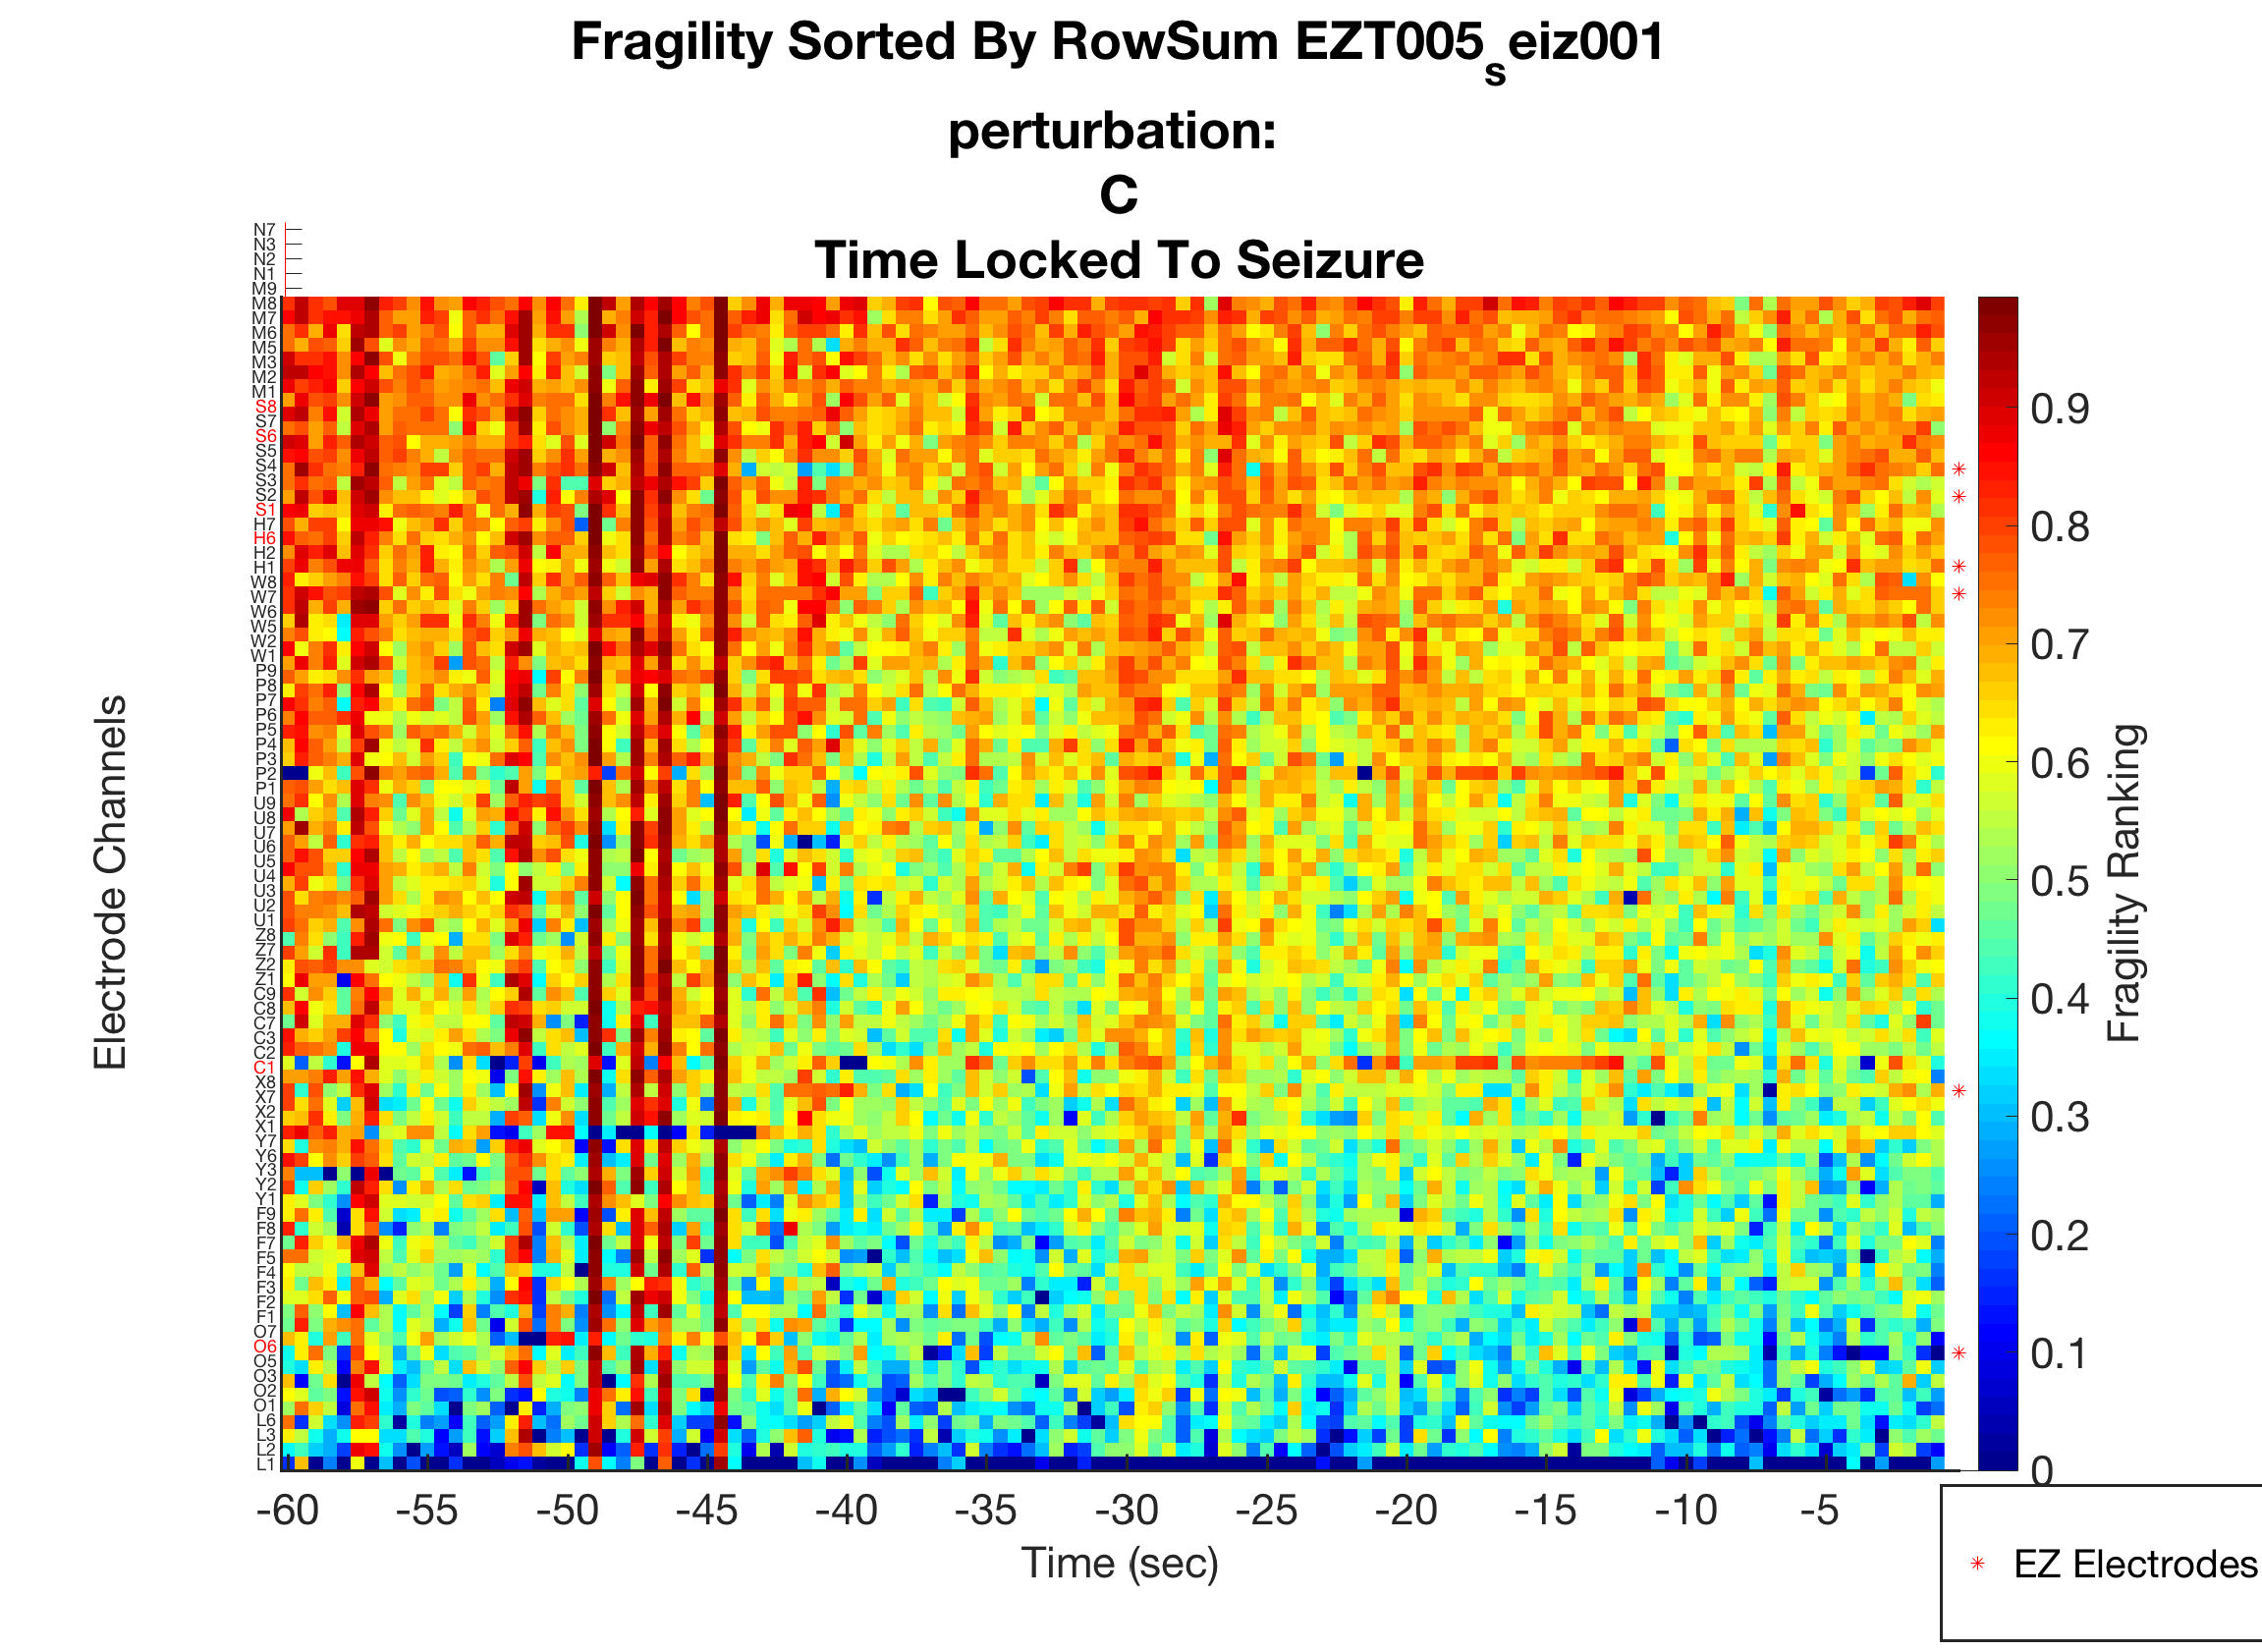 Fragility Sorted By RowSum EZT005seiz001
perturbation:
C
Time Locked To Seizure
N7
N3
N2
N1
M9
M8
M7
M6
M5
M3
M2
M1
S8
S7
S6
S5
S4
S3
S2
S1
H7
H6
H2
H1
W8
W7
W6
W5
W2
W1
P9
P8
P7
P6
P5
P4
P3
P2
P1
U9
U8
U7
U6
U5
U4
U3
U2
U1
Z8
Z7
Z2
Z1
C9
C8
C7
C3
C2
C1
X8
X7
X2
X1
Y7
Y6
Y3
Y2
Y1
F9
F8
F7
F5
F4
F3
F2
F1
O7
O6
O5
O3
O2
O1
L6
L3
L2
L1
Electrode Channels
-60 -55 -50 -45 -40 -35 -30 -25 -20 -15 -10 -5
Time (sec)
0.9
0.8
0.7
0.6
0.5
0.4
0.3
0.2
0.1
0
Fragility Ranking
EZ Electrodes